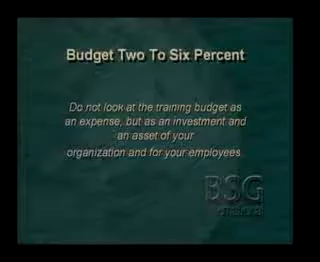 Budget Two To Six Percent
Do not look at the training budget as
an expense, but as an investment and
an asset of your
organization and for your employees
BSG